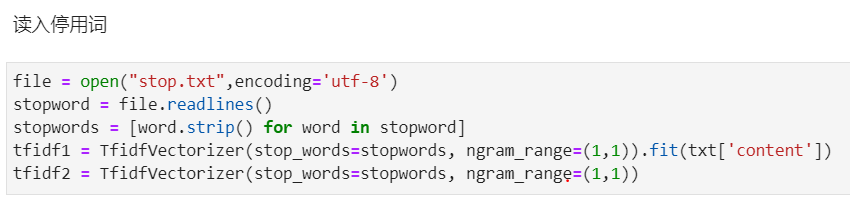 读入停用词
file = open("stop.txt",encoding='utf-8')
stopword = file.readlines()
stopwords = [word.strip() for word in stopword]
tfidf1 = TfidfVectorizer(stop_words=stopwords, ngram_range=(1,1)).fit(txt['content'])
tfidf2 = TfidfVectorizer(stop_words=stopwords, ngram_range=(1,1))